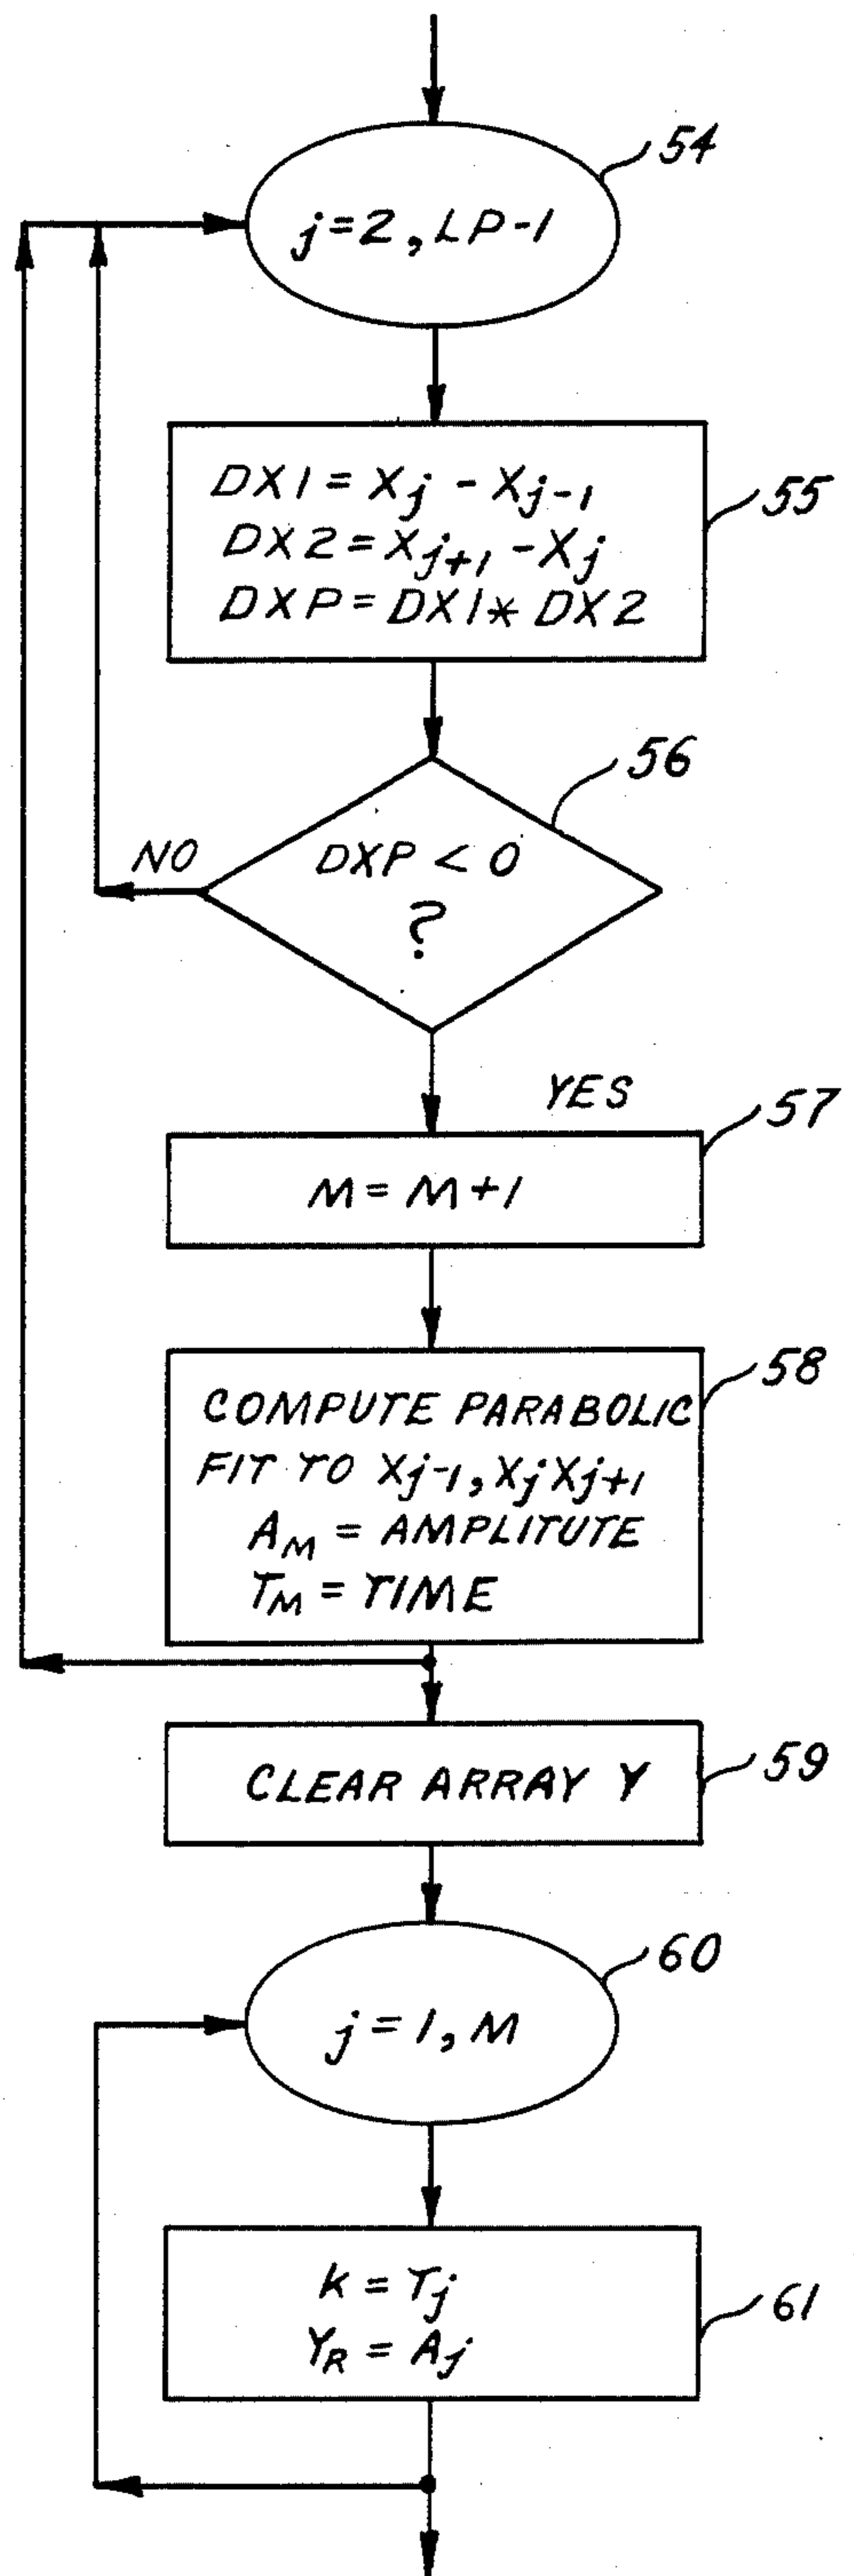 54
j=2, LP-1
DX1 = Xj - Xj-1
DX2 = Xj+1 - Xj
DXP = DX1 * DX2
55
56
DXP < 0
?
NO
YES
57
M = M+1
58
COMPUTE PARABOLIC
FIT TO Xj-1, Xj Xj+1
AM = AMPLITUTE
TM = TIME
CLEAR ARRAY Y
59
60
j = 1, M
K = Tj
YR = Aj
61